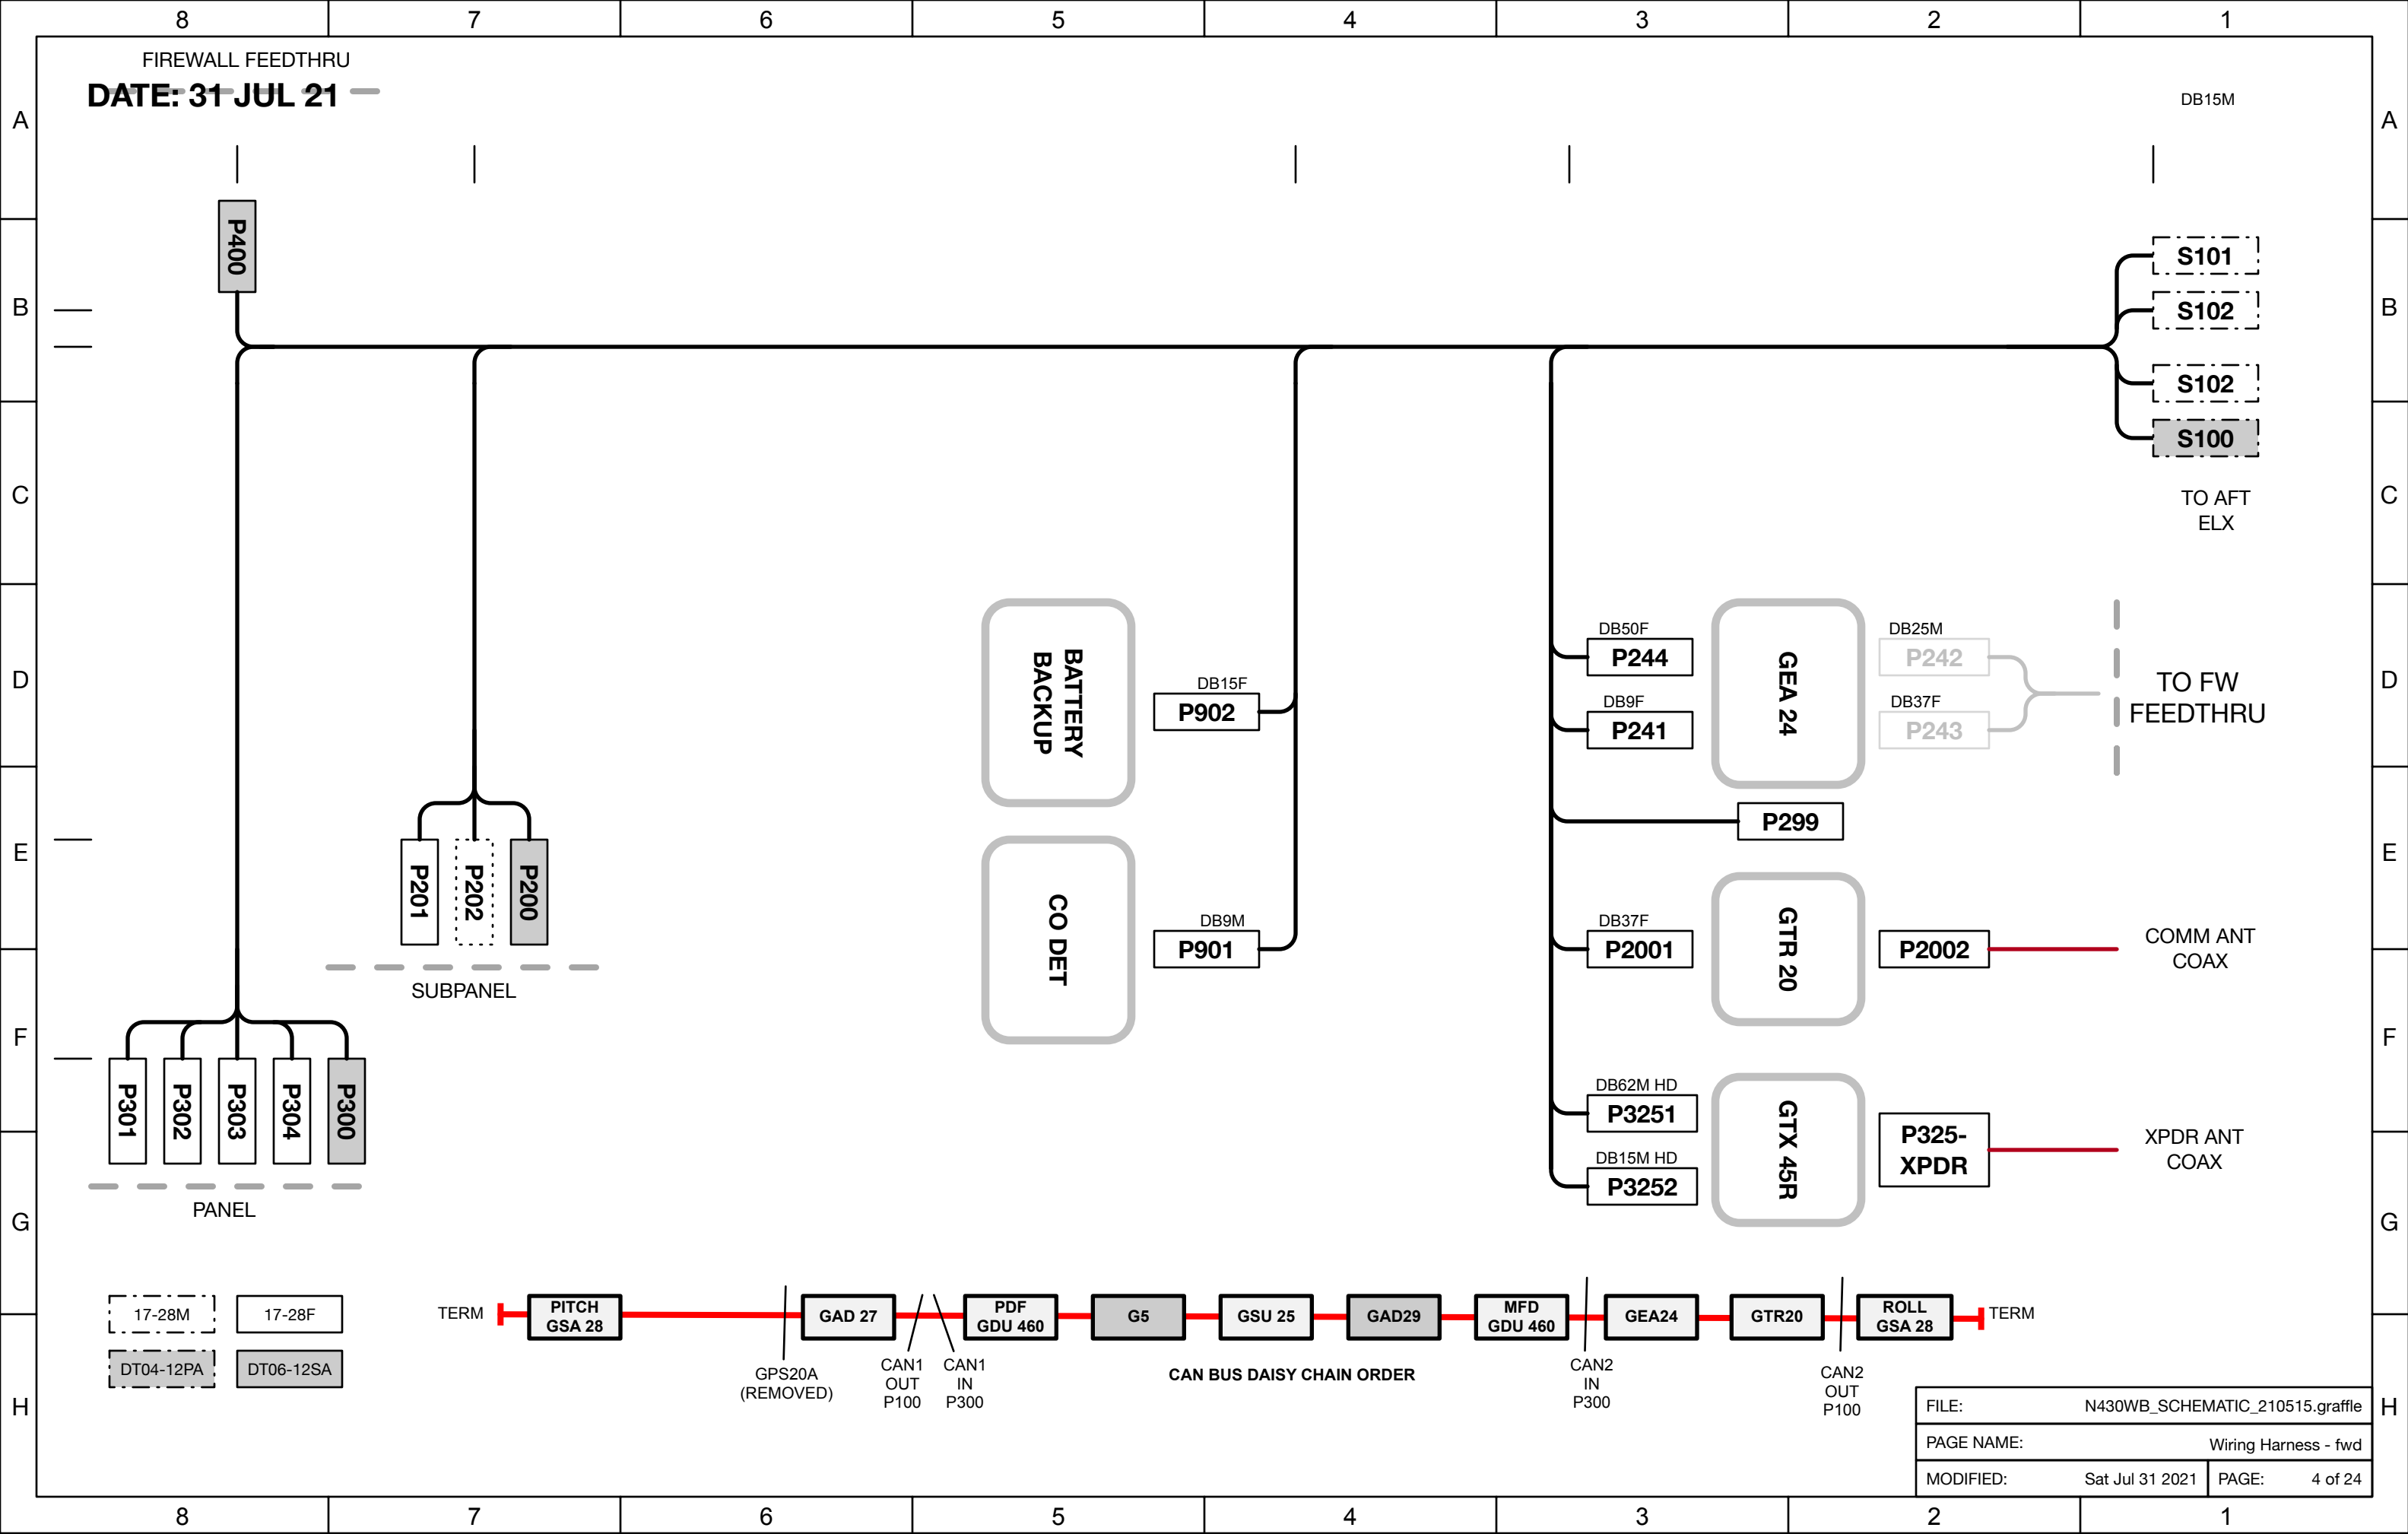 8 7 6 5 4 3 2 1
FIREWALL FEEDTHRU
DATE: 31 JUL 21
DB15M
A A
P400
S101
B B
S102
S102
S100
C C
TO AFT
ELX
BATTERY
BACKUP
DB15F
P902
DB50F
P244
DB9F
P241
GEA 24
DB25M
P242
DB37F
P243
D D
TO FW
FEEDTHRU
P299
E E
P201
P202
P200
SUBPANEL
CO DET
DB9M
P901
DB37F
P2001
GTR 20
P2002
COMM ANT
COAX
F F
P301
P302
P303
P304
P300
PANEL
DB62M HD
P3251
DB15M HD
P3252
GTX 45R
P325-
XPDR
XPDR ANT
COAX
G G
17-28M
17-28F
DT04-12PA
DT06-12SA
TERM
PITCH
GSA 28
GAD 27
PDF
GDU 460
G5
GSU 25
GAD29
MFD
GDU 460
GEA24
GTR20
ROLL
GSA 28
TERM
GPS20A
(REMOVED)
CAN1
OUT
P100
CAN1
IN
P300
CAN BUS DAISY CHAIN ORDER
CAN2
IN
P300
CAN2
OUT
P100
H H
FILE: N430WB_SCHEMATIC_210515.graffle
PAGE NAME: Wiring Harness - fwd
MODIFIED: Sat Jul 31 2021 PAGE: 4 of 24
8 7 6 5 4 3 2 1